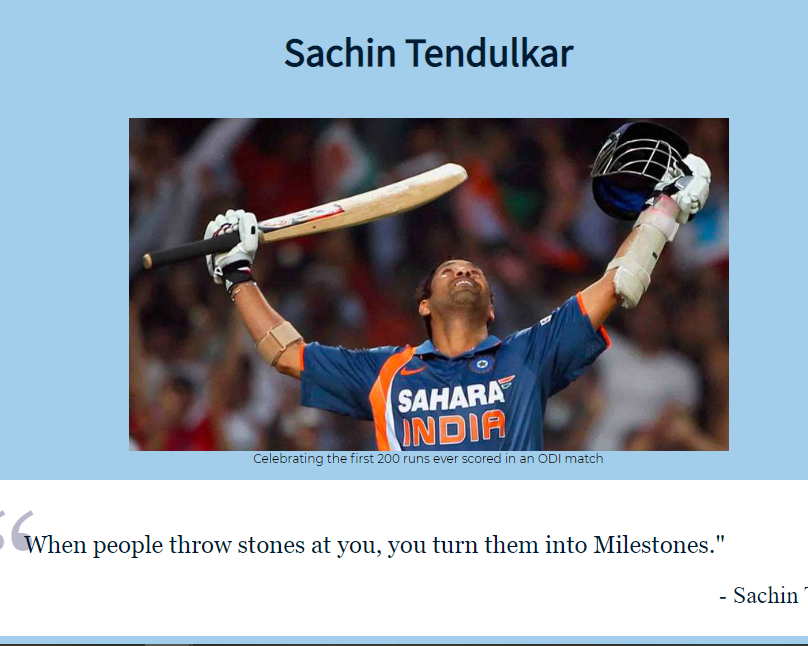 Sachin Tendulkar
SAHARA
INDIA
Celebrating the first 200 runs ever scored in an ODI match
“When people throw stones at you, you turn them into Milestones."
- Sachin